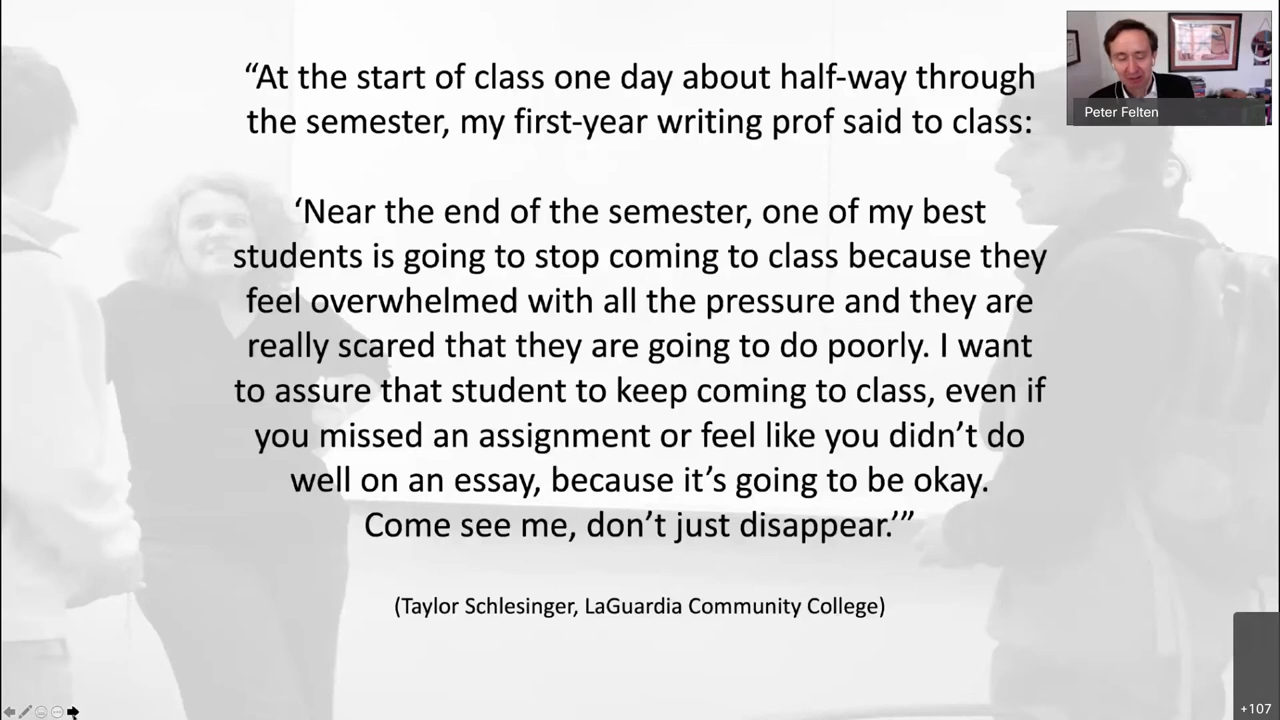 “At the start of class one day about half-way through
the semester, my first-year writing prof said to class:
‘Near the end of the semester, one of my best
students is going to stop coming to class because they
feel overwhelmed with all the pressure and they are
really scared that they are going to do poorly. I want
to assure that student to keep coming to class, even if
you missed an assignment or feel like you didn’t do
well on an essay, because it’s going to be okay.
Come see me, don’t just disappear.’”
(Taylor Schlesinger, LaGuardia Community College)
Peter Felten
+107